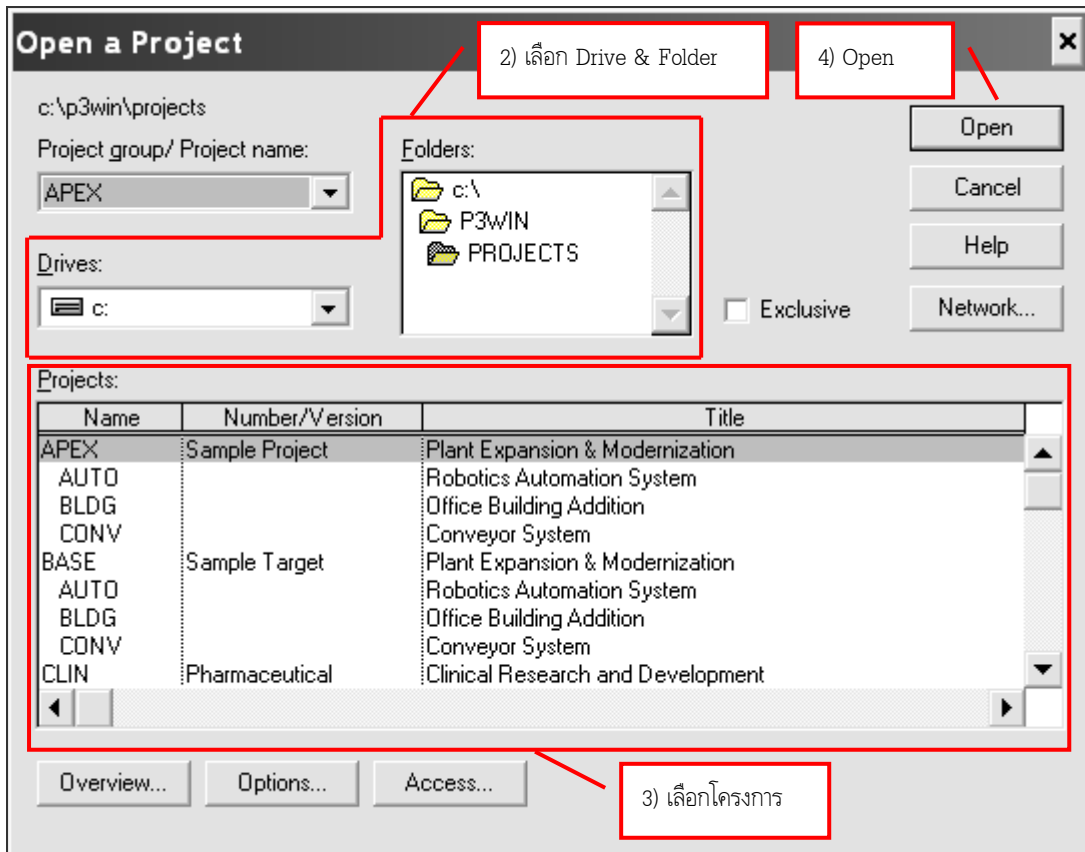 Open a Project
2) เลือก Drive & Folder
4) Open
c:\p3win\projects
Project group/ Project name:
APEX
Folders:
c:\
P3WIN
PROJECTS
Drives:
c:
Exclusive
Open
Cancel
Help
Network...
Projects:
Name Number/Version Title
APEX Sample Project Plant Expansion & Modernization
AUTO Robotics Automation System
BLDG Office Building Addition
CONV Conveyor System
BASE Sample Target Plant Expansion & Modernization
AUTO Robotics Automation System
BLDG Office Building Addition
CONV Conveyor System
CLIN Pharmaceutical Clinical Research and Development
Overview... Options... Access...
3) เลือกโครงการ